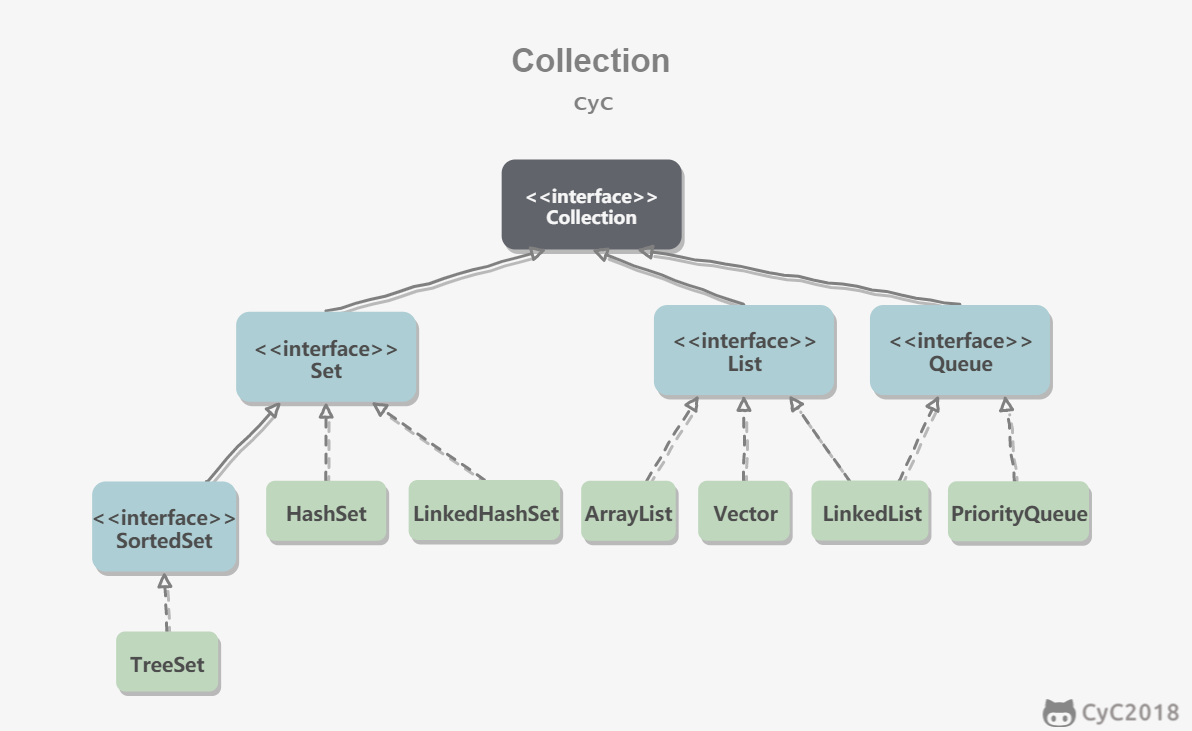 Collection
CyC
<<interface>>
Collection
<<interface>>
Set
<<interface>>
List
<<interface>>
Queue
<<interface>>
SortedSet
HashSet
LinkedHashSet
ArrayList
Vector
LinkedList
PriorityQueue
TreeSet
CyC2018